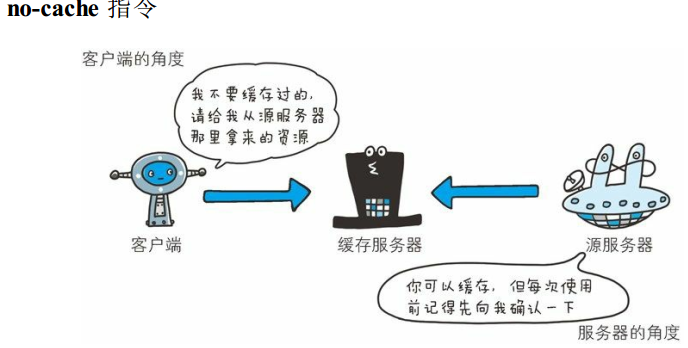 no-cache 指令
客户端的角度
我不要缓存过的,
请给我从源服务器
那里拿来的资源
客户端
缓存服务器
源服务器
你可以缓存，但每次使用
前记得先向我确认一下
服务器的角度